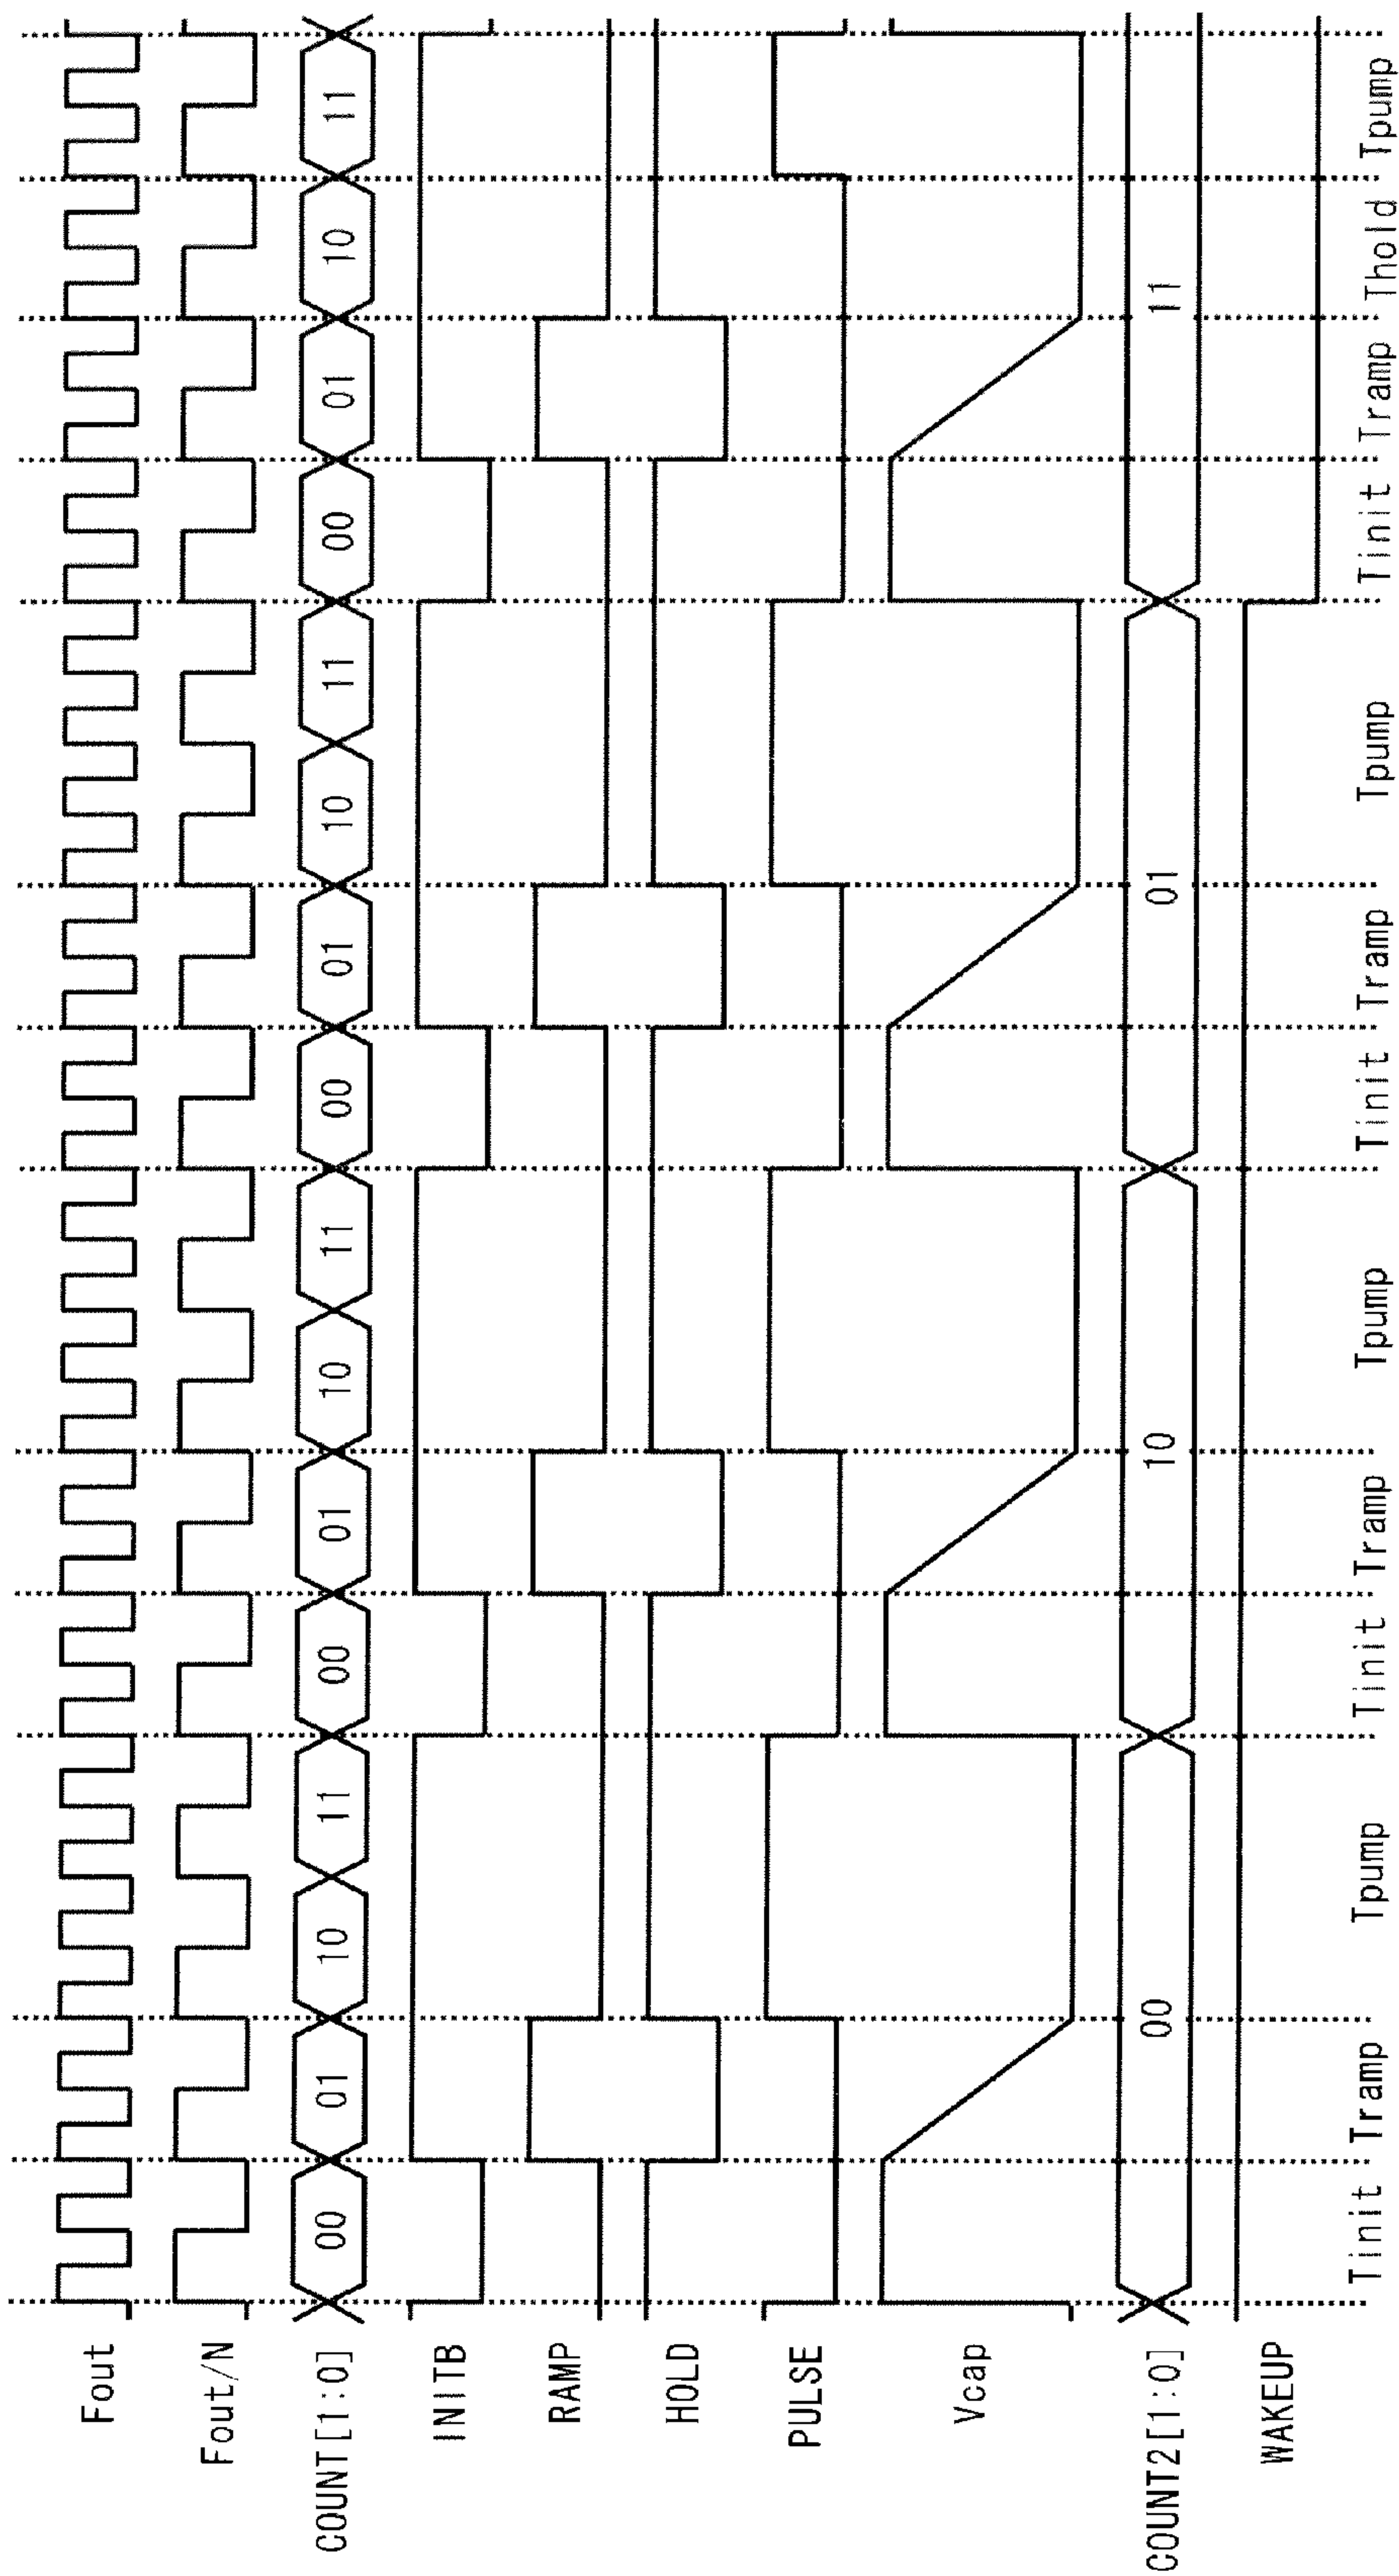 Fout
Fout/N
COUNT[1:0] 00 01 10 11 00 01 10 11 00 01 10 11 00 01 10 11
INITB
RAMP
HOLD
PULSE
Vcap
COUNT2[1:0] 00 10 01 11
WAKEUP
Tinit Tramp Tpump Tinit Tramp Tpump Tinit Tramp Tpump Tinit Tramp Thold Tpump